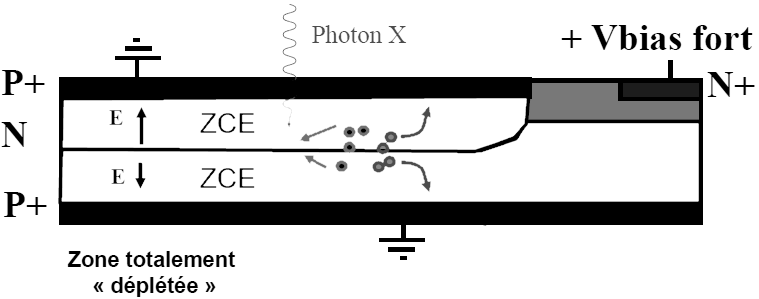 Photon X
+ Vbias fort
P+
N+
E
ZCE
N
E
ZCE
P+
Zone totalement
« déplétée »